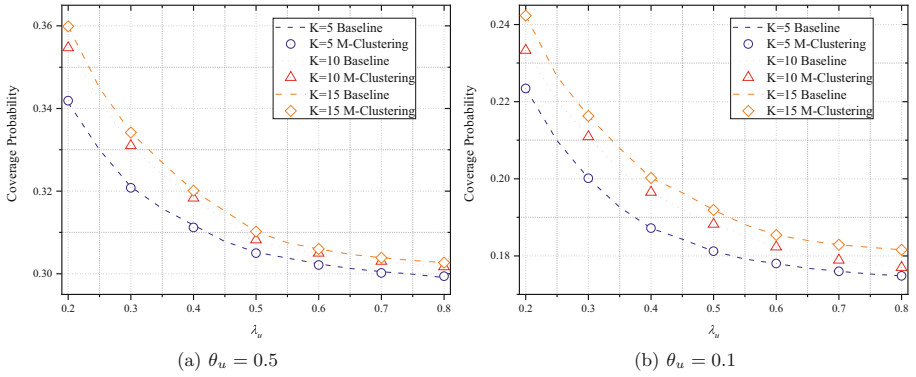 0.36
0.34
0.32
0.30
Coverage Probability
K=5 Baseline
K=5 M-Clustering
K=10 Baseline
K=10 M-Clustering
K=15 Baseline
K=15 M-Clustering
0.2 0.3 0.4 0.5 0.6 0.7 0.8
λ_u
(a) θ_u = 0.5
0.24
0.22
0.20
0.18
Coverage Probability
K=5 Baseline
K=5 M-Clustering
K=10 Baseline
K=10 M-Clustering
K=15 Baseline
K=15 M-Clustering
0.2 0.3 0.4 0.5 0.6 0.7 0.8
λ_u
(b) θ_u = 0.1